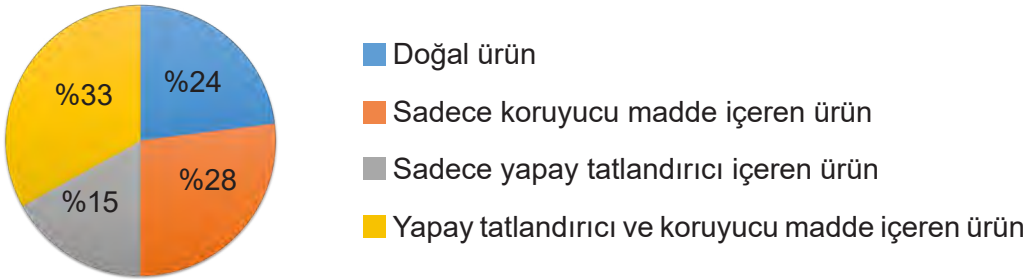 %33
%24
%15
%28
Doğal ürün
Sadece koruyucu madde içeren ürün
Sadece yapay tatlandırıcı içeren ürün
Yapay tatlandırıcı ve koruyucu madde içeren ürün